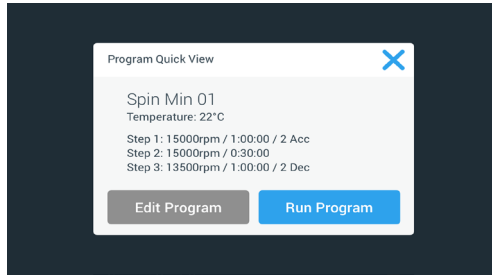 Program Quick View
Spin Min 01
Temperature: 22°C
Step 1: 15000rpm / 1:00:00 / 2 Acc
Step 2: 15000rpm / 0:30:00
Step 3: 13500rpm / 1:00:00 / 2 Dec
Edit Program
Run Program